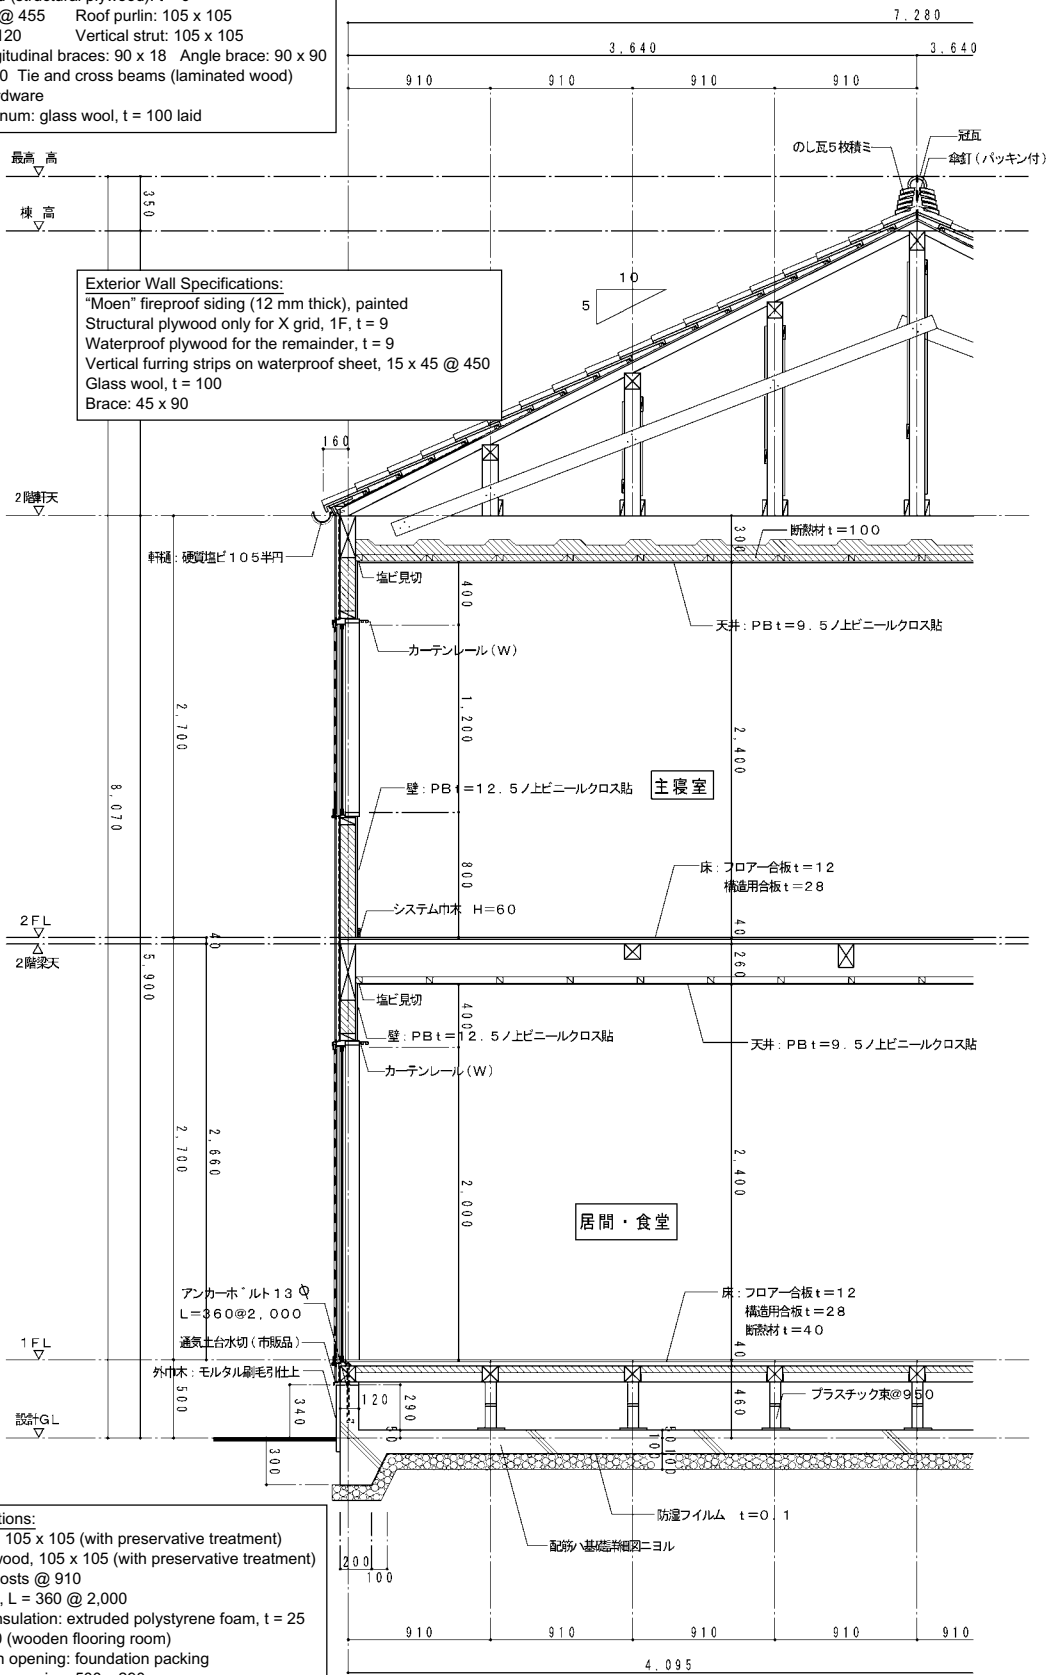 @ 455 Roof purlin: 105 x 105
120 Vertical strut: 105 x 105
gitudinal braces: 90 x 18 Angle brace: 90 x 90
0 Tie and cross beams (laminated wood)
rdware
num: glass wool, t = 100 laid
7,280
3,640
3,640
910
910
910
910
最高 高
のし瓦5枚積ミ
冠瓦
傘釘(パッキン付)
350
棟 高
Exterior Wall Specifications:
"Moen" fireproof siding (12 mm thick), painted
Structural plywood only for X grid, 1F, t = 9
Waterproof plywood for the remainder, t = 9
Vertical furring strips on waterproof sheet, 15 x 45 @ 450
Glass wool, t = 100
Brace: 45 x 90
10
5
160
2階軒天
軒樋:硬質塩ビ105半円
300
断熱材t=100
塩ビ見切
400
天井:PBt=9.5ノ上ビニールクロス貼
カーテンレール(W)
2,700
1,200
2,400
8,070
壁:PBt=12.5ノ上ビニールクロス貼
主寝室
800
床:フロアー合板t=12
構造用合板t=28
システム巾木 H=60
2FL
40
40
2階梁天
5,900
260
塩ビ見切
400
壁:PBt=12.5ノ上ビニールクロス貼
天井:PBt=9.5ノ上ビニールクロス貼
カーテンレール(W)
2,700
2,660
2,000
2,400
居間・食堂
アンカーボルト13φ
L=360@2,000
床:フロアー合板t=12
構造用合板t=28
断熱材t=40
通気土台水切(市販品)
1FL
40
外巾木:モルタル刷毛引仕上
500
340
120
290
460
プラスチック束@950
設計GL
50
300
50
100
100
防湿フイルム t=0.1
配筋ハ基礎詳細図ニヨル
tions:
105 x 105 (with preservative treatment)
wood, 105 x 105 (with preservative treatment)
osts @ 910
, L = 360 @ 2,000
nsulation: extruded polystyrene foam, t = 25
0 (wooden flooring room)
n opening: foundation packing
200
100
910
910
910
910
910
4,095